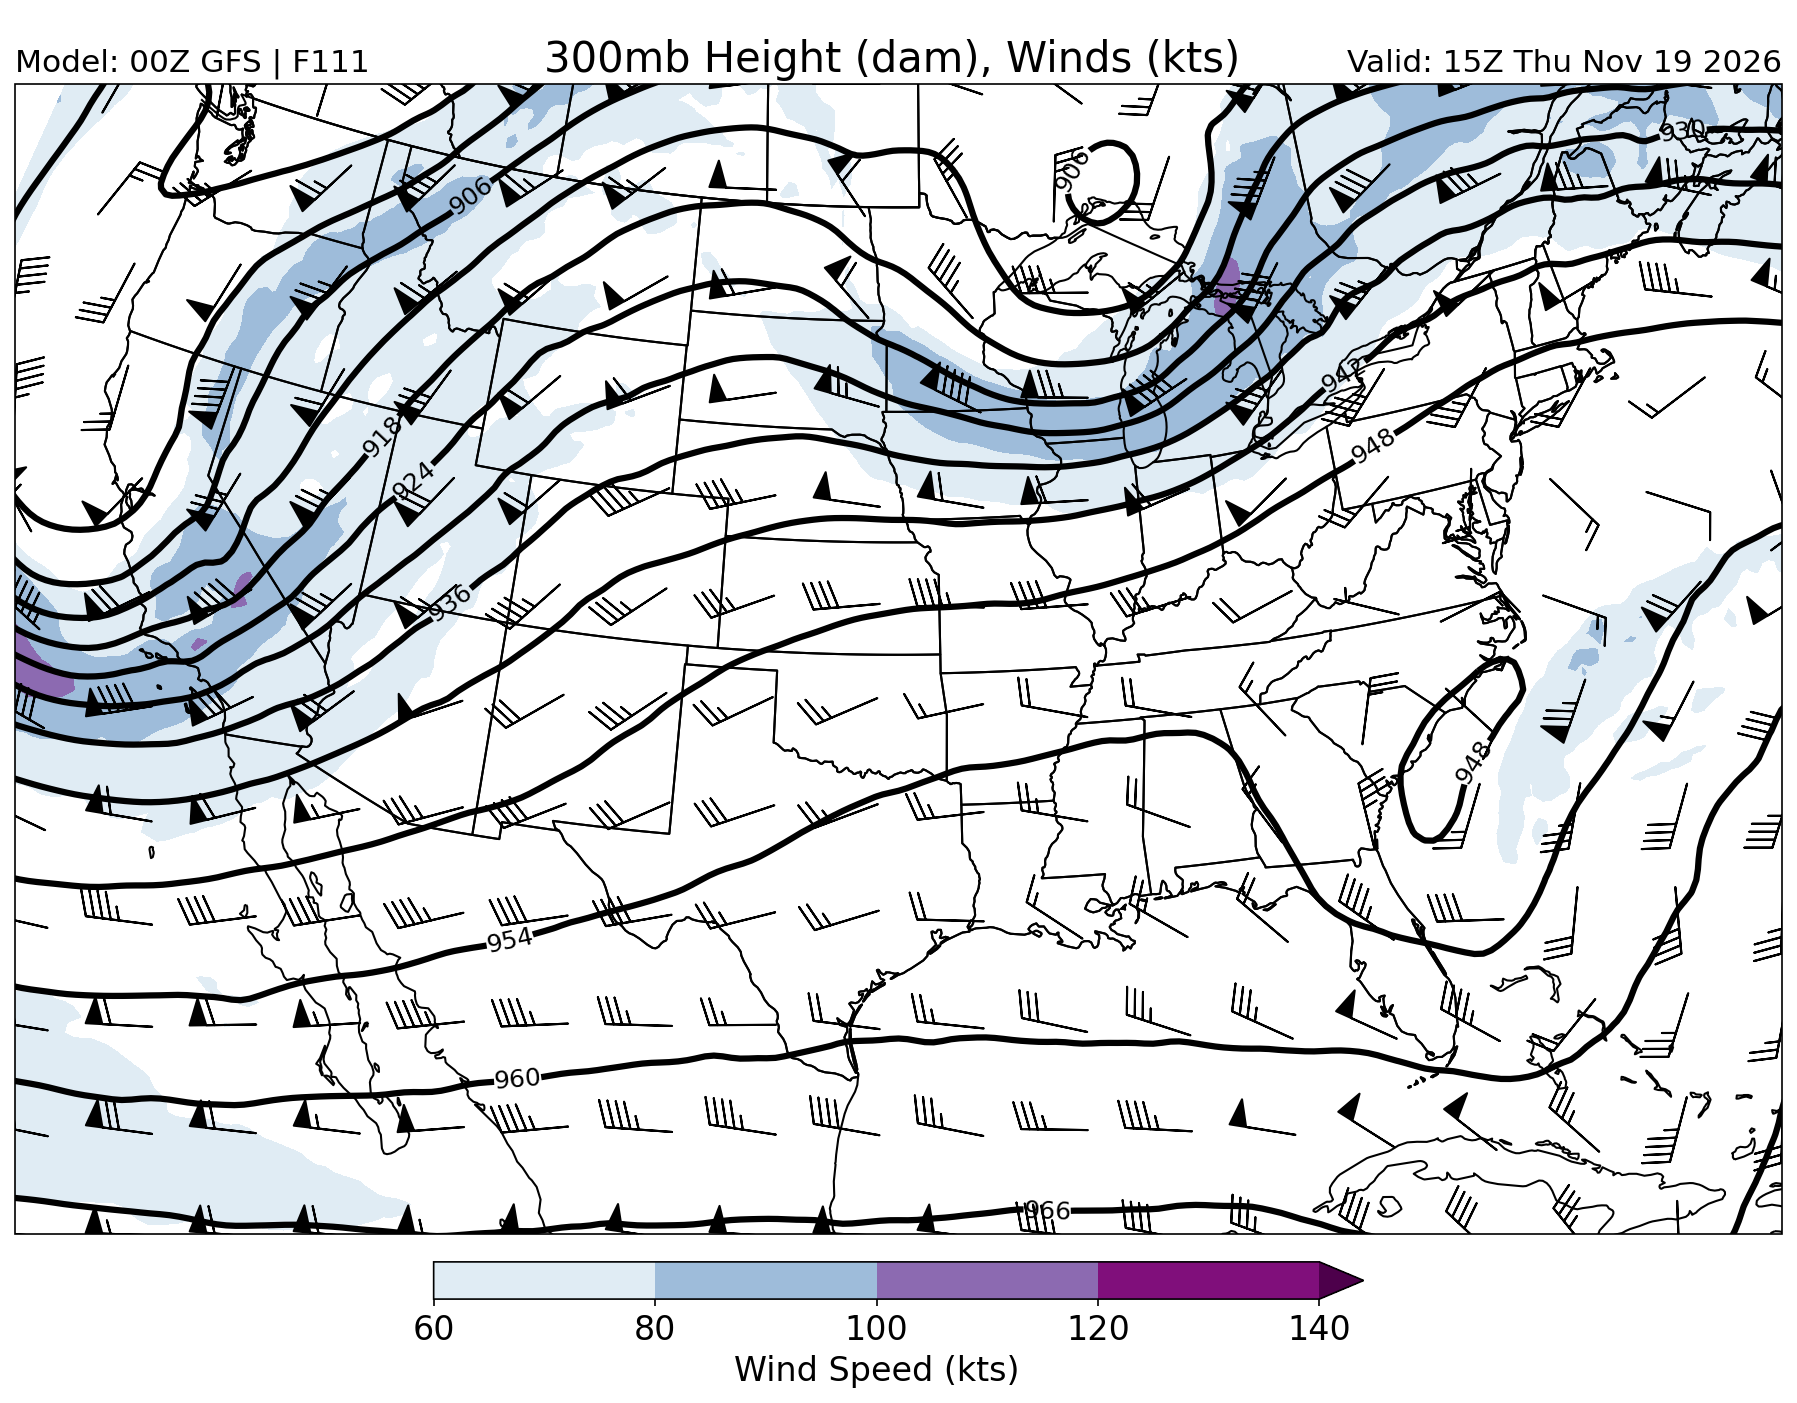 Model: 00Z GFS | F111
300mb Height (dam), Winds (kts)
Valid: 15Z Thu Nov 19 2026
930
906
906
942
918
948
924
936
948
954
960
966
60 80 100 120 140
Wind Speed (kts)